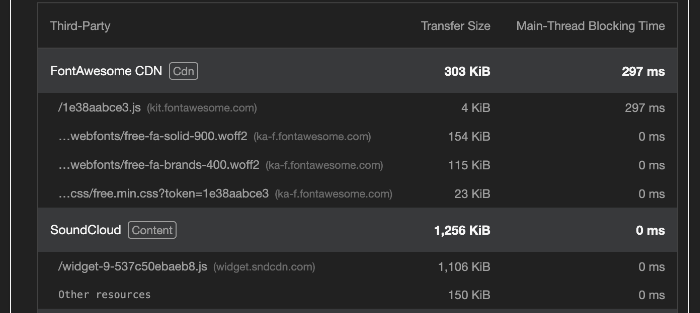 Third-Party Transfer Size Main-Thread Blocking Time
FontAwesome CDN Cdn 303 KiB 297 ms
/1e38aabce3.js (kit.fontawesome.com) 4 KiB 297 ms
…webfonts/free-fa-solid-900.woff2 (ka-f.fontawesome.com) 154 KiB 0 ms
…webfonts/free-fa-brands-400.woff2 (ka-f.fontawesome.com) 115 KiB 0 ms
…css/free.min.css?token=1e38aabce3 (ka-f.fontawesome.com) 23 KiB 0 ms
SoundCloud Content 1,256 KiB 0 ms
/widget-9-537c50ebaeb8.js (widget.sndcdn.com) 1,106 KiB 0 ms
Other resources 150 KiB 0 ms